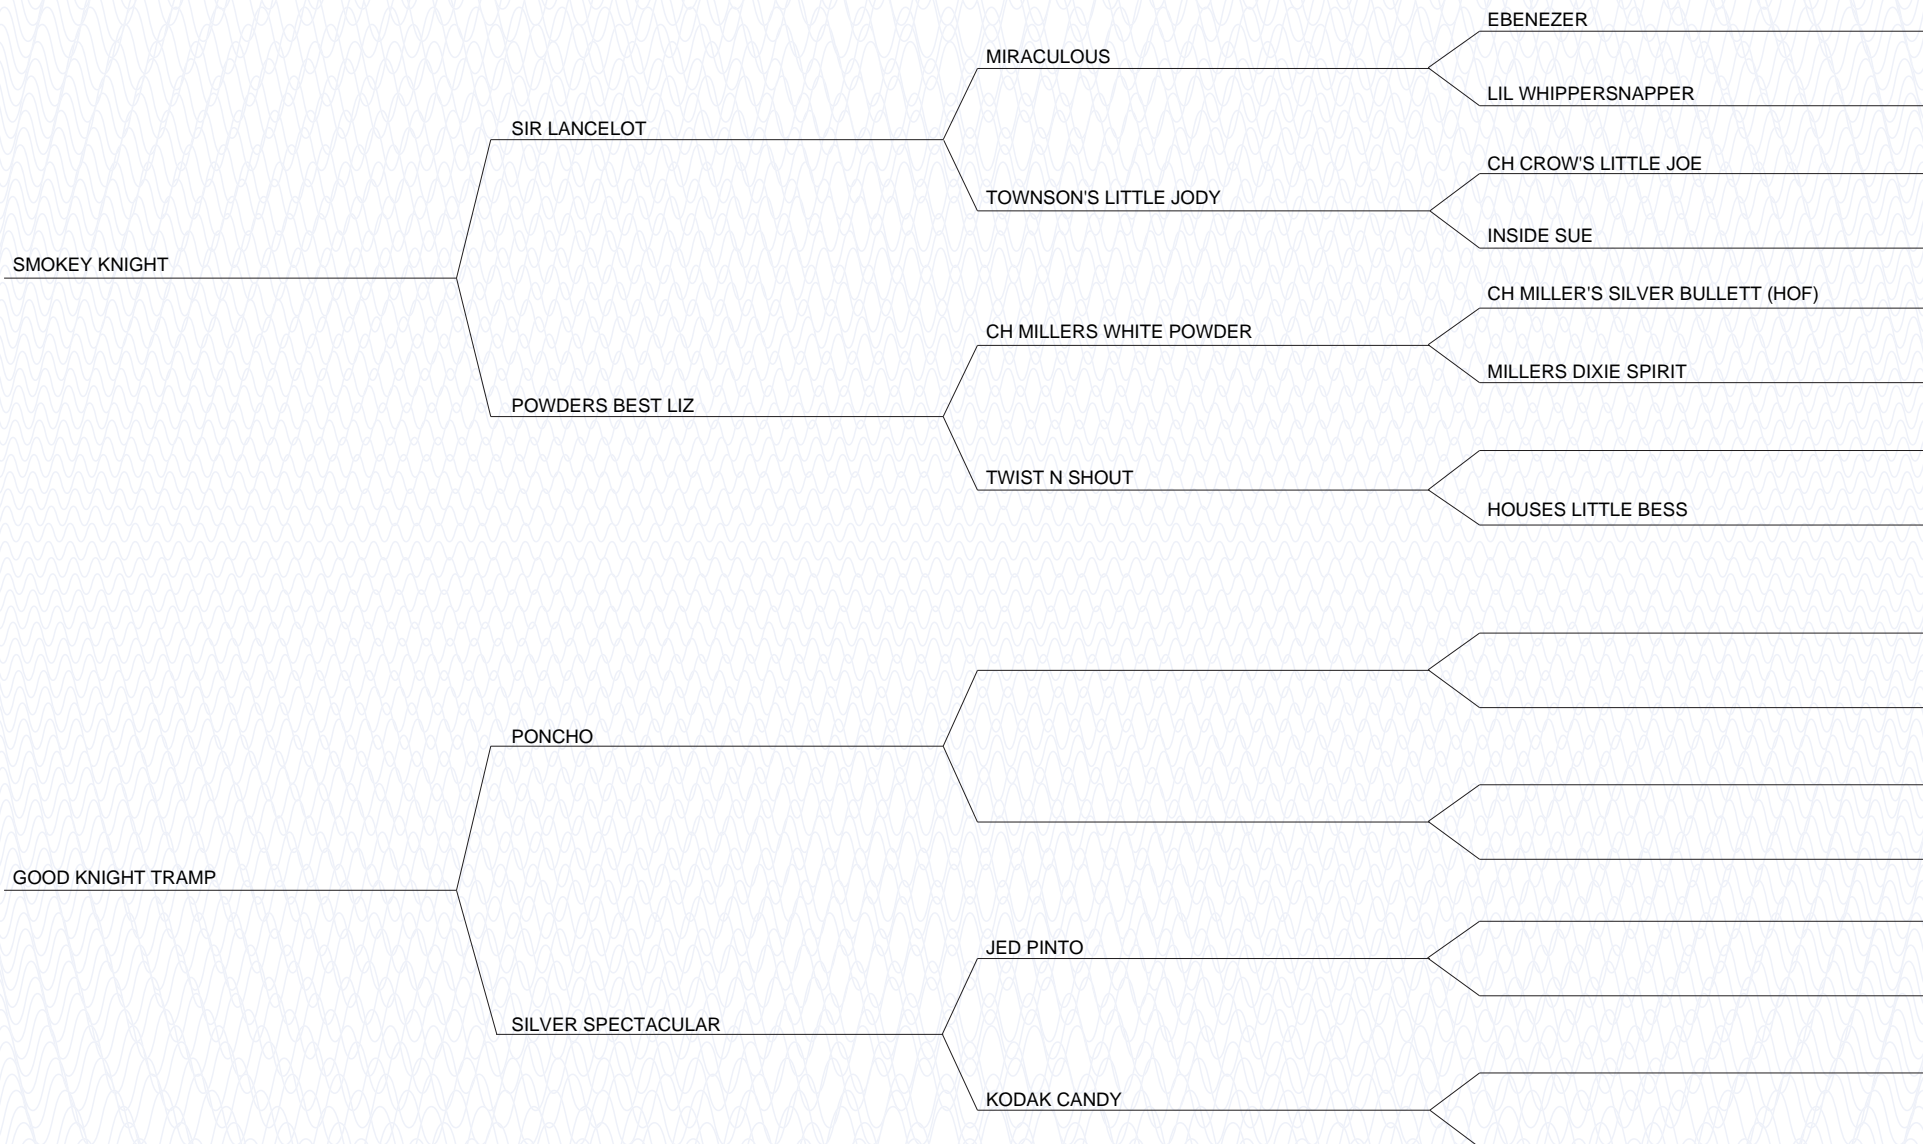 EBENEZER
MIRACULOUS
LIL WHIPPERSNAPPER
SIR LANCELOT
CH CROW'S LITTLE JOE
TOWNSON'S LITTLE JODY
INSIDE SUE
SMOKEY KNIGHT
CH MILLER'S SILVER BULLETT (HOF)
CH MILLERS WHITE POWDER
MILLERS DIXIE SPIRIT
POWDERS BEST LIZ
TWIST N SHOUT
HOUSES LITTLE BESS
PONCHO
GOOD KNIGHT TRAMP
JED PINTO
SILVER SPECTACULAR
KODAK CANDY